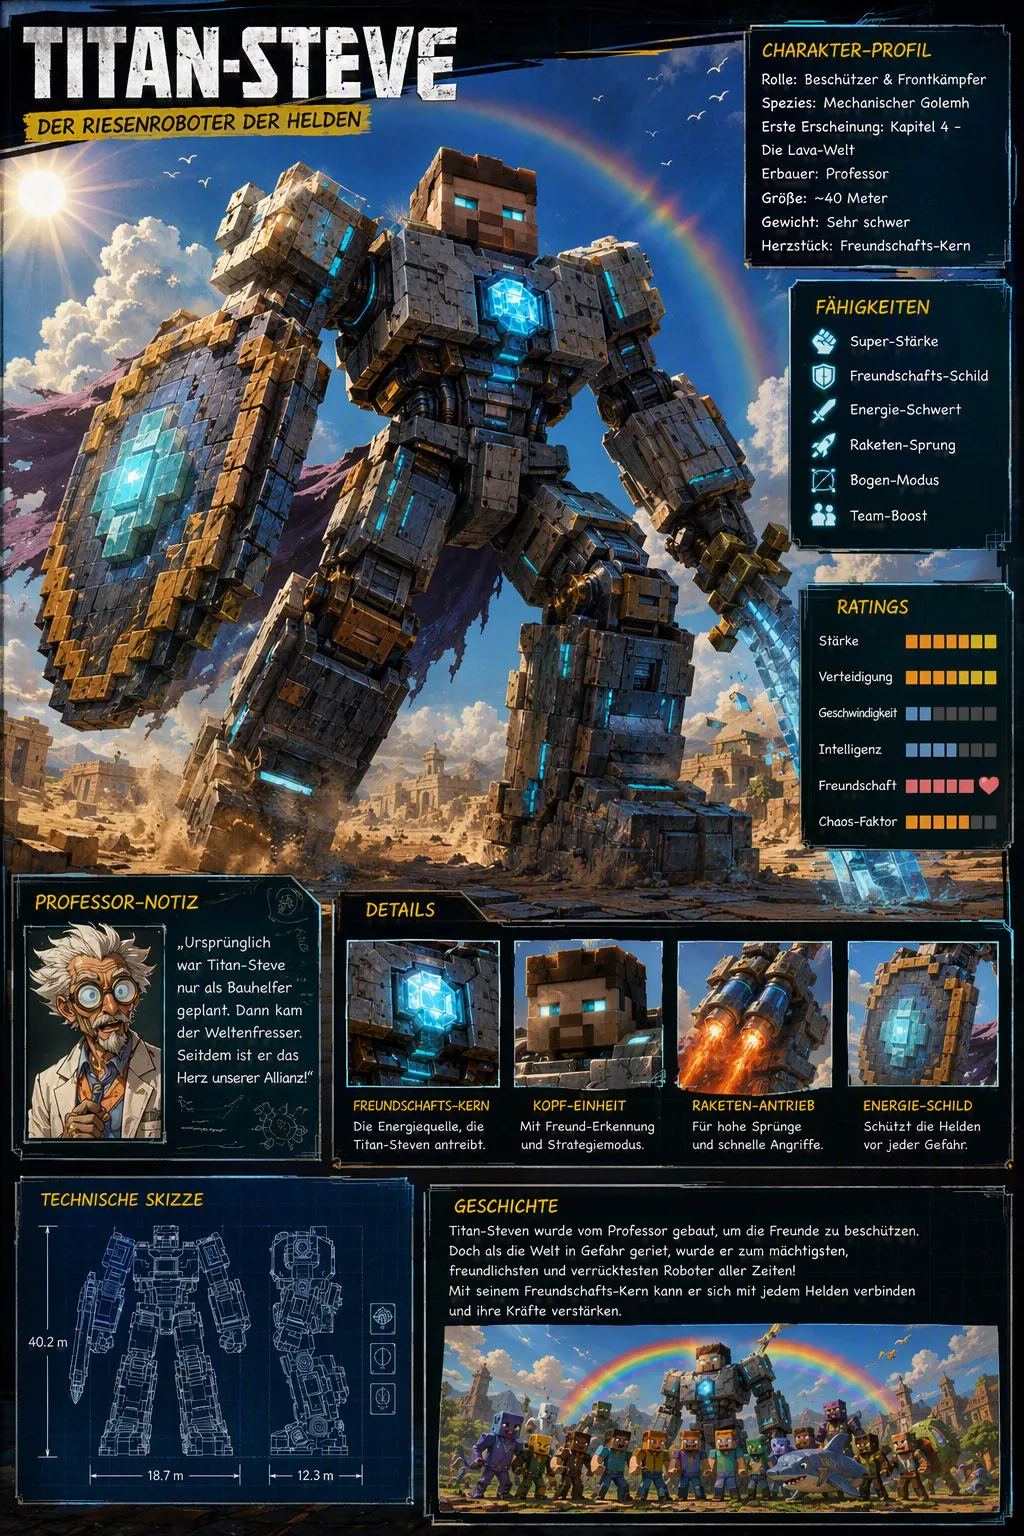 TITAN-STEVE
DER RIESENROBOTER DER HELDEN
CHARAKTER-PROFIL
Rolle: Beschützer & Frontkämpfer
Spezies: Mechanischer Golemh
Erste Erscheinung: Kapitel 4 –
Die Lava-Welt
Erbauer: Professor
Größe: ~40 Meter
Gewicht: Sehr schwer
Herzstück: Freundschafts-Kern
FÄHIGKEITEN
Super-Stärke
Freundschafts-Schild
Energie-Schwert
Raketen-Sprung
Bogen-Modus
Team-Boost
RATINGS
Stärke
Verteidigung
Geschwindigkeit
Intelligenz
Freundschaft
Chaos-Faktor
PROFESSOR-NOTIZ
„Ursprünglich
war Titan-Steve
nur als Bauhelfer
geplant. Dann kam
der Weltenfresser.
Seitdem ist er das
Herz unserer Allianz!“
DETAILS
FREUNDSCHAFTS-KERN
Die Energiequelle, die
Titan-Steven antreibt.
KOPF-EINHEIT
Mit Freund-Erkennung
und Strategiemodus.
RAKETEN-ANTRIEB
Für hohe Sprünge
und schnelle Angriffe.
ENERGIE-SCHILD
Schützt die Helden
vor jeder Gefahr.
TECHNISCHE SKIZZE
40.2 m
18.7 m
12.3 m
GESCHICHTE
Titan-Steven wurde vom Professor gebaut, um die Freunde zu beschützen.
Doch als die Welt in Gefahr geriet, wurde er zum mächtigsten,
freundlichsten und verrücktesten Roboter aller Zeiten!
Mit seinem Freundschafts-Kern kann er sich mit jedem Helden verbinden
und ihre Kräfte verstärken.